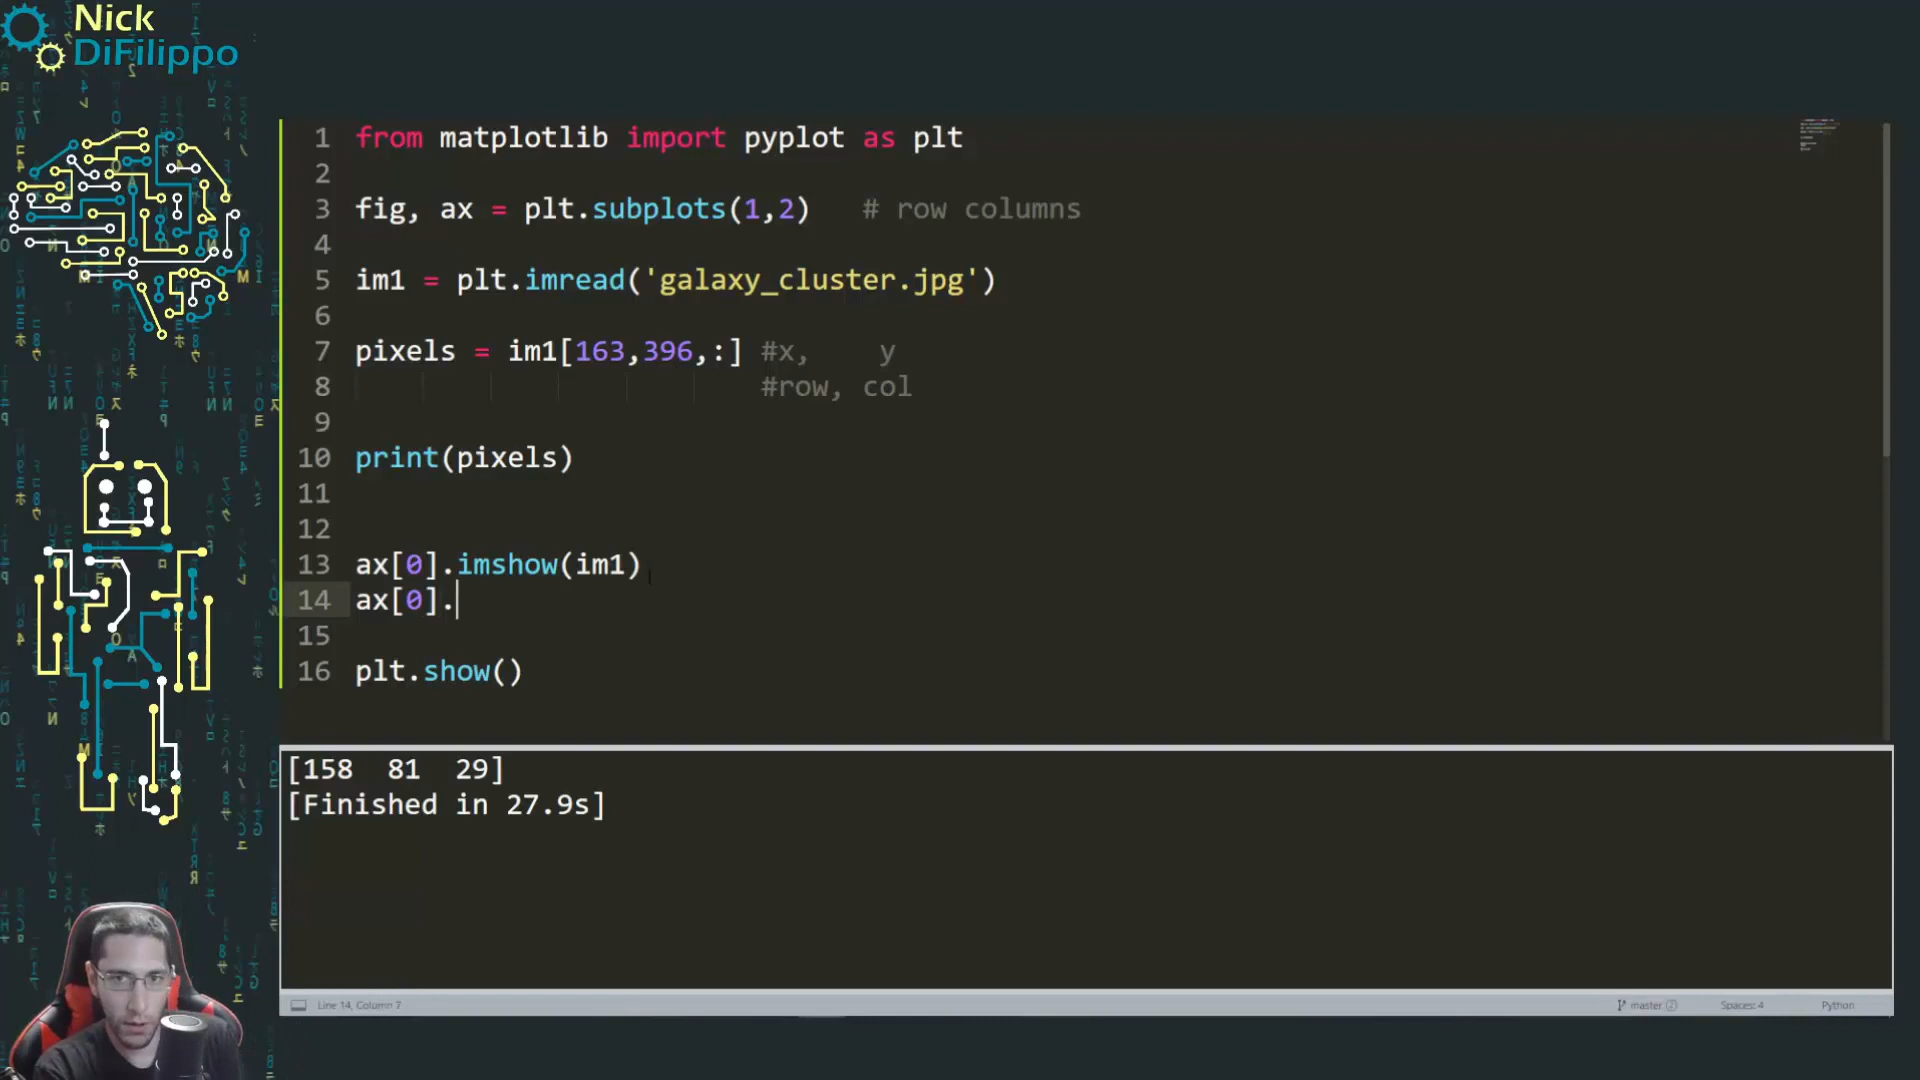 Nick
DiFilippo
1 from matplotlib import pyplot as plt
2
3 fig, ax = plt.subplots(1,2) # row columns
4
5 im1 = plt.imread('galaxy_cluster.jpg')
6
7 pixels = im1[163,396,:] #x, y
8 #row, col
9
10 print(pixels)
11
12
13 ax[0].imshow(im1)
14 ax[0].
15
16 plt.show()
[158 81 29]
[Finished in 27.9s]
Line 14, Column 7
master 2
Spaces: 4
Python